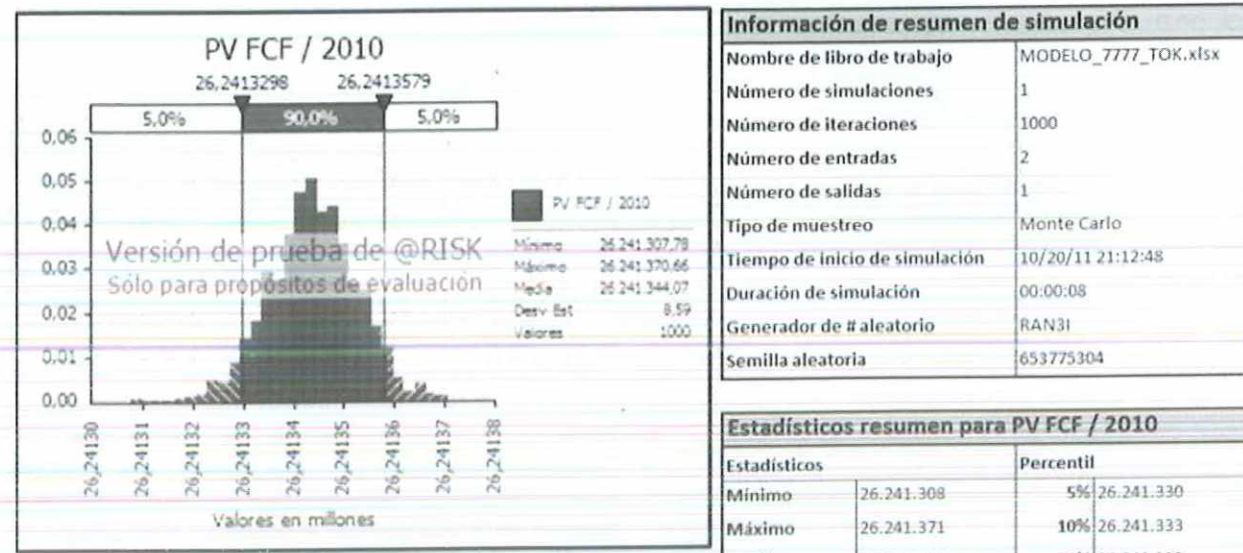 PV FCF / 2010
26,2413298 26,2413579
5,0% 90,0% 5,0%
0,06
0,05
0,04
0,03
0,02
0,01
0,00
Versión de prueba de @RISK
Sólo para propósitos de evaluación
26,24130
26,24131
26,24132
26,24133
26,24134
26,24135
26,24136
26,24137
26,24138
Valores en millones
PV FCF / 2010
Mínimo 26.241.307,78
Máximo 26.241.370,66
Media 26.241.344,07
Desv Est 8,59
Valores 1000
Información de resumen de simulación
Nombre de libro de trabajo MODELO_7777_TOK.xlsx
Número de simulaciones 1
Número de iteraciones 1000
Número de entradas 2
Número de salidas 1
Tipo de muestreo Monte Carlo
Tiempo de inicio de simulación 10/20/11 21:12:48
Duración de simulación 00:00:08
Generador de # aleatorio RAN3I
Semilla aleatoria 653775304
Estadísticos resumen para PV FCF / 2010
Estadísticos Percentil
Mínimo 26.241.308 5% 26.241.330
Máximo 26.241.371 10% 26.241.333